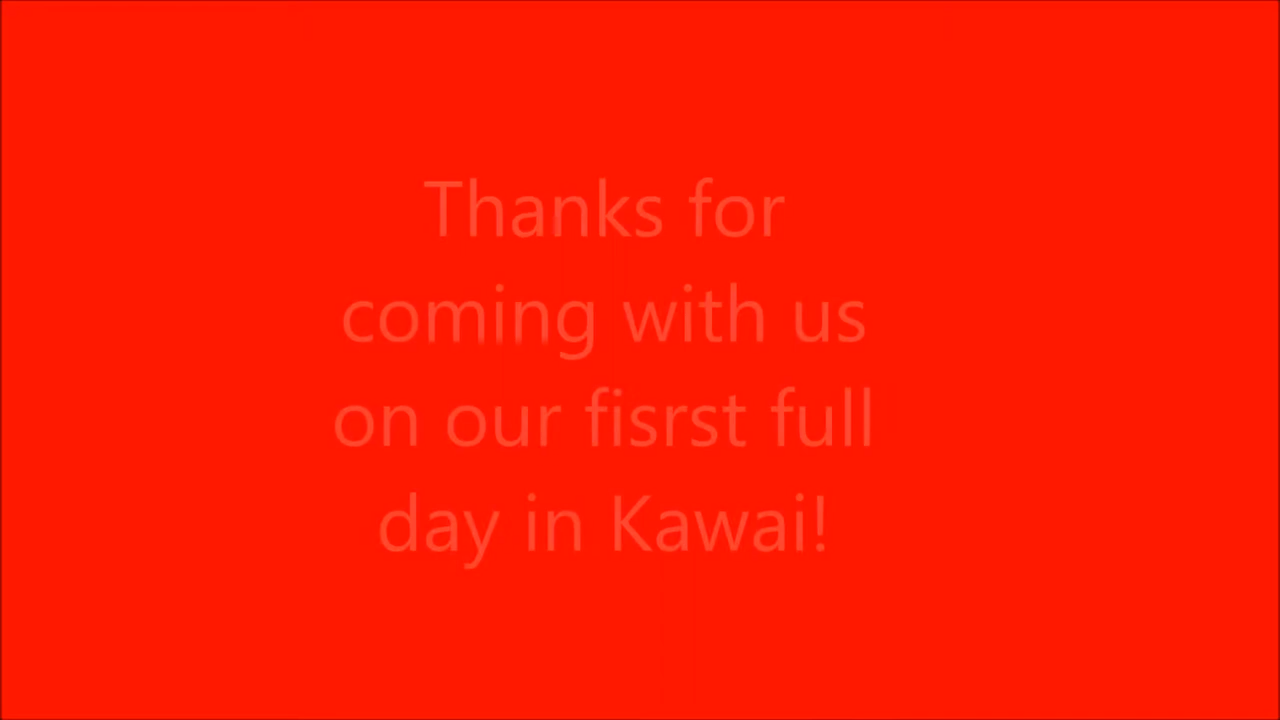 Thanks for
coming with us
on our fisrst full
day in Kawai!